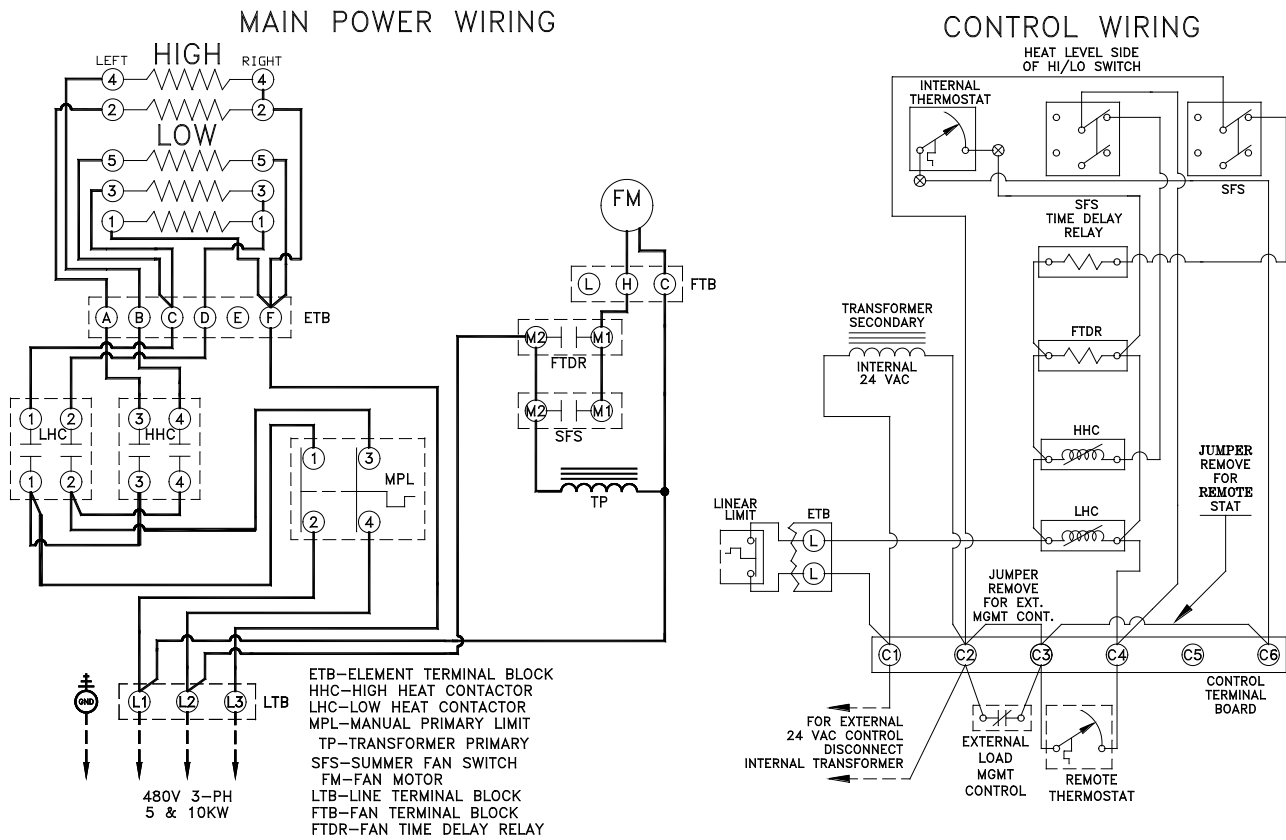 MAIN POWER WIRING
HIGH
LEFT
RIGHT
4
4
2
2
LOW
5
5
3
3
1
1
A B C D E F
ETB
1 2
3 4
LHC
HHC
1 2
3 4
1 3
MPL
2 4
FM
L H C
FTB
M2 M1
FTDR
M2 M1
SFS
TP
GND
L1 L2 L3
LTB
480V 3-PH
5 & 10KW
ETB-ELEMENT TERMINAL BLOCK
HHC-HIGH HEAT CONTACTOR
LHC-LOW HEAT CONTACTOR
MPL-MANUAL PRIMARY LIMIT
TP-TRANSFORMER PRIMARY
SFS-SUMMER FAN SWITCH
FM-FAN MOTOR
LTB-LINE TERMINAL BLOCK
FTB-FAN TERMINAL BLOCK
FTDR-FAN TIME DELAY RELAY
CONTROL WIRING
HEAT LEVEL SIDE
OF HI/LO SWITCH
INTERNAL
THERMOSTAT
SFS
SFS
TIME DELAY
RELAY
TRANSFORMER
SECONDARY
INTERNAL
24 VAC
FTDR
HHC
JUMPER
REMOVE
FOR
REMOTE
STAT
LINEAR
LIMIT
ETB
L
L
LHC
JUMPER
REMOVE
FOR EXT.
MGMT CONT.
C1 C2 C3 C4 C5 C6
CONTROL
TERMINAL
BOARD
FOR EXTERNAL
24 VAC CONTROL
DISCONNECT
INTERNAL TRANSFORMER
EXTERNAL
LOAD
MGMT
CONTROL
REMOTE
THERMOSTAT